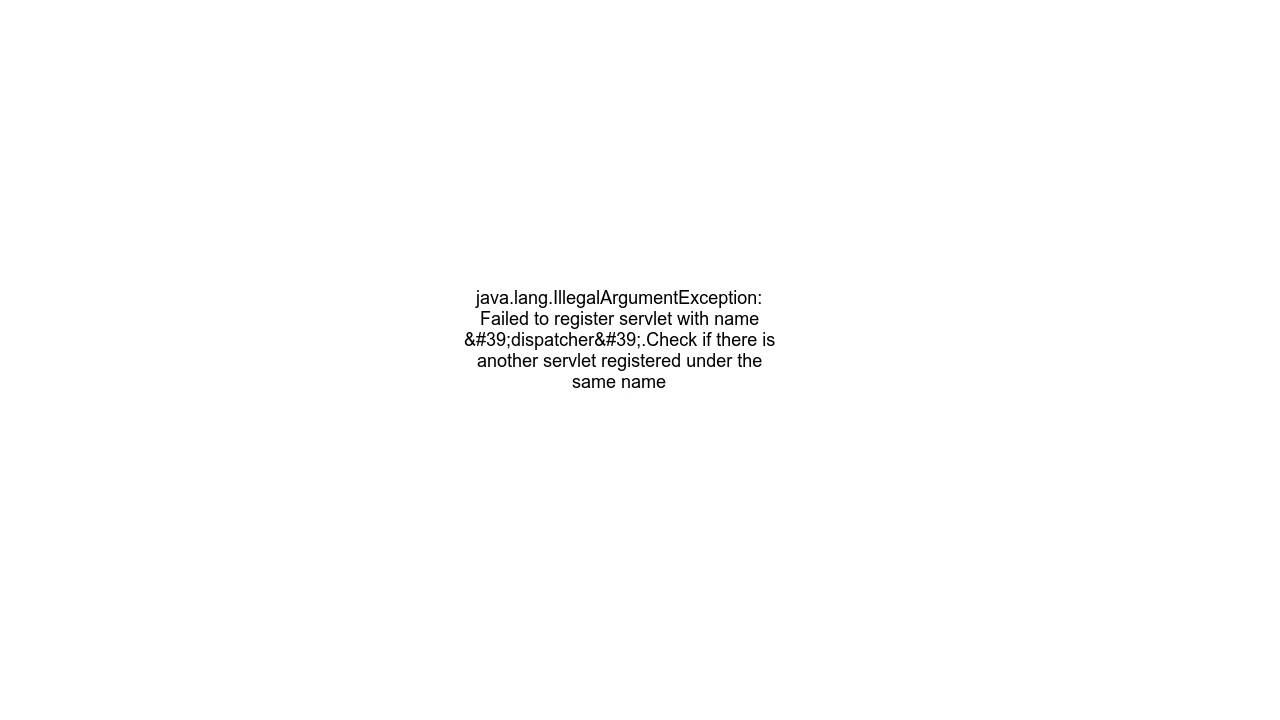 java.lang.IllegalArgumentException:
Failed to register servlet with name
&#39;dispatcher&#39;.Check if there is
another servlet registered under the
same name